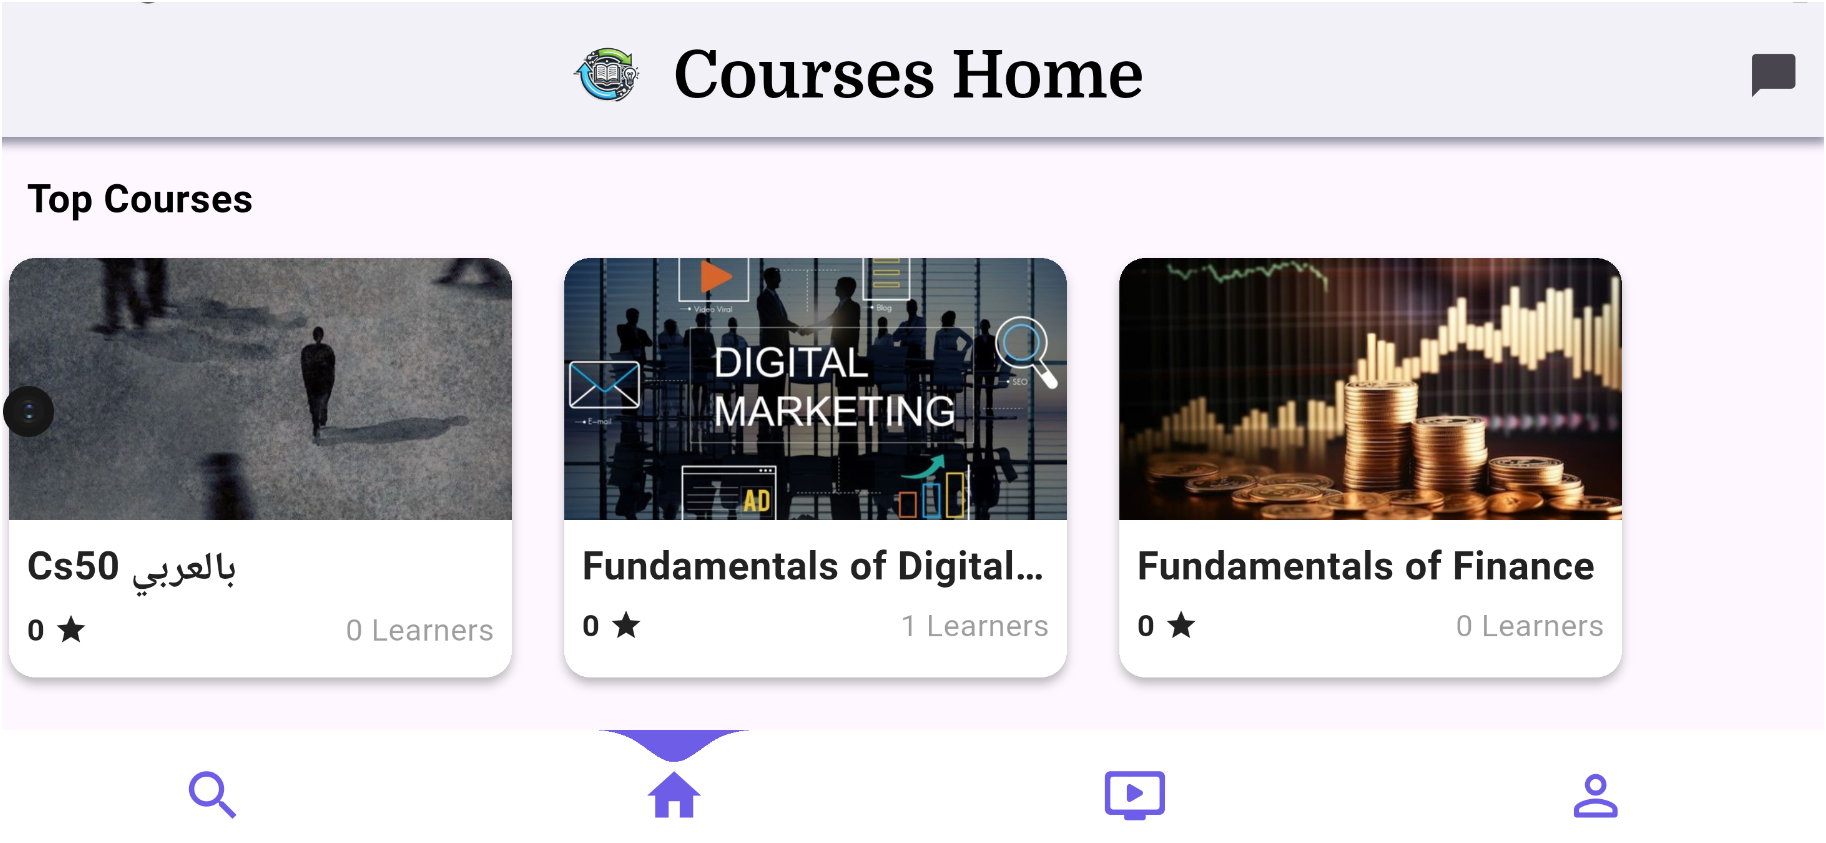 Courses Home
Top Courses
Video Viral
Blog
DIGITAL
MARKETING
SEO
E-mail
AD
Cs50 بالعربي
0 ★
0 Learners
Fundamentals of Digital...
0 ★
1 Learners
Fundamentals of Finance
0 ★
0 Learners